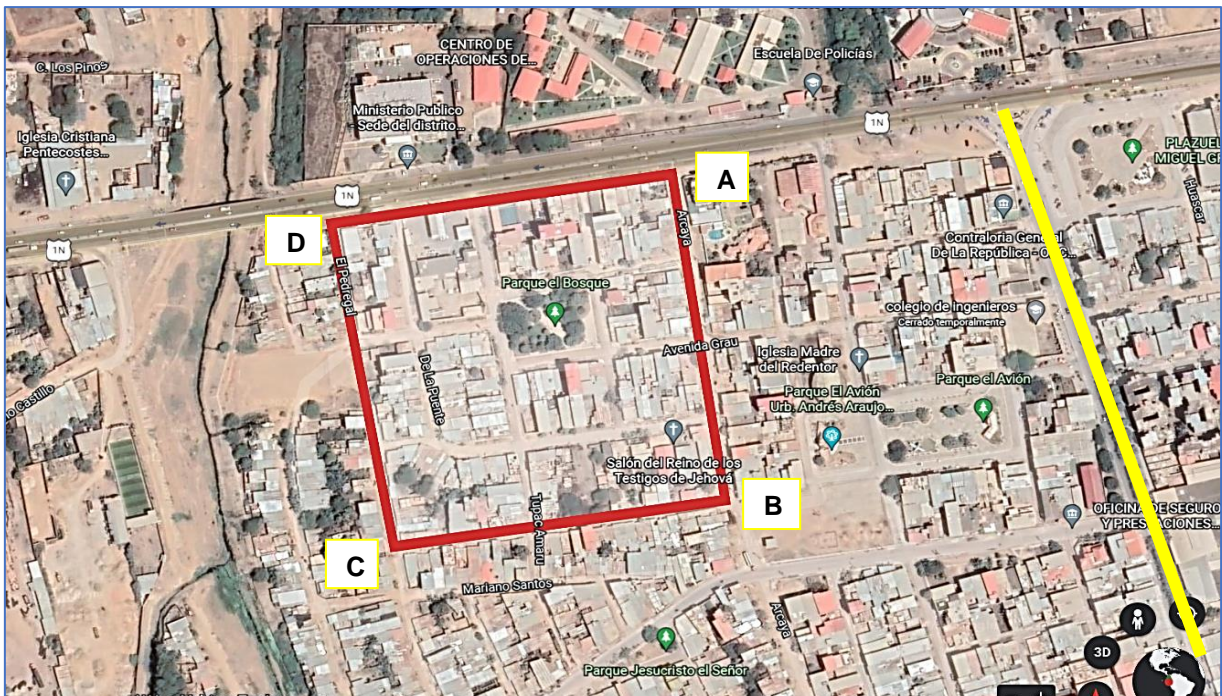 CENTRO DE
OPERACIONES DE...
Escuela De Policías
C. Los Pinos
Ministerio Publico
- Sede del distrito...
1N
Iglesia Cristiana
Pentecostes...
PLAZUEL
MIGUEL G
1N
A
Huascar
D
1N
Arcaya
Contraloria General
De La República - O C...
El Pedregal
Parque el Bosque
colegio de ingenieros
Cerrado temporalmente
Avenida Grau
Iglesia Madre
del Redentor
De La Puente
Parque El Avión
Urb. Andrés Araujo...
Parque el Avión
o Castillo
Salón del Reino de los
Testigos de Jehová
B
Tupac Amaru
OFICINA DE SEGURO
Y PRESTACIONES...
C
Mariano Santos
Arcaya
Parque Jesucristo el Señor
3D